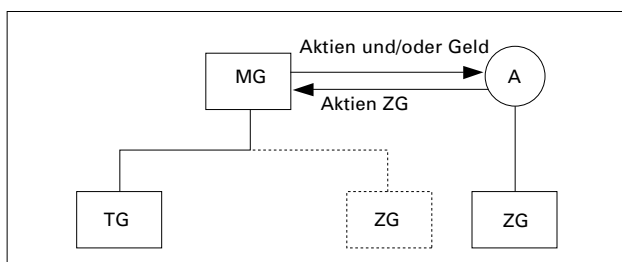 Aktien und/oder Geld
MG
A
Aktien ZG
TG
ZG
ZG